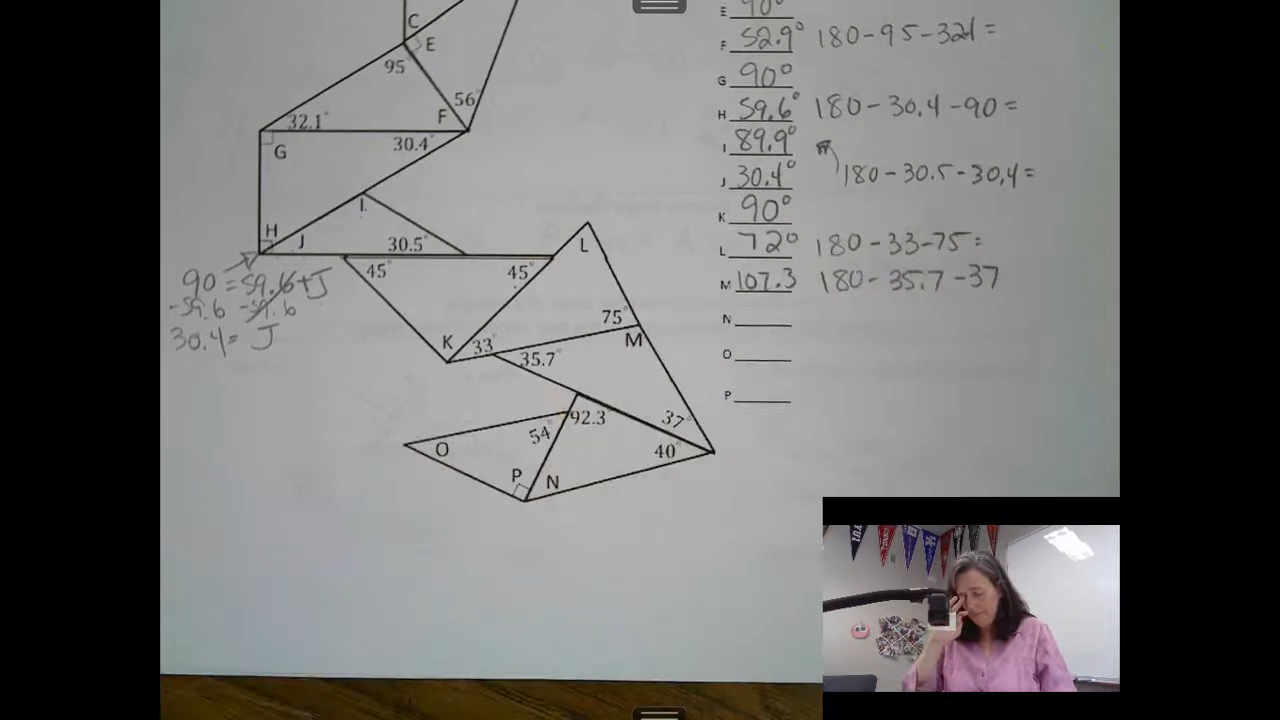 C
E
95°
56°
32.1°
F
G
30.4°
I
H
J
30.5°
45°
45°
L
75°
K
33°
M
35.7°
92.3
37°
54°
40°
O
P
N
90 = 59.6 + J
-59.6 -59.6
30.4 = J
E 90°
F 52.9° 180-95-32.1=
G 90°
H 59.6° 180-30.4-90=
I 89.9°
J 30.4° 180-30.5-30.4=
K 90°
L 72° 180-33-75=
M 107.3 180-35.7-37
N
O
P